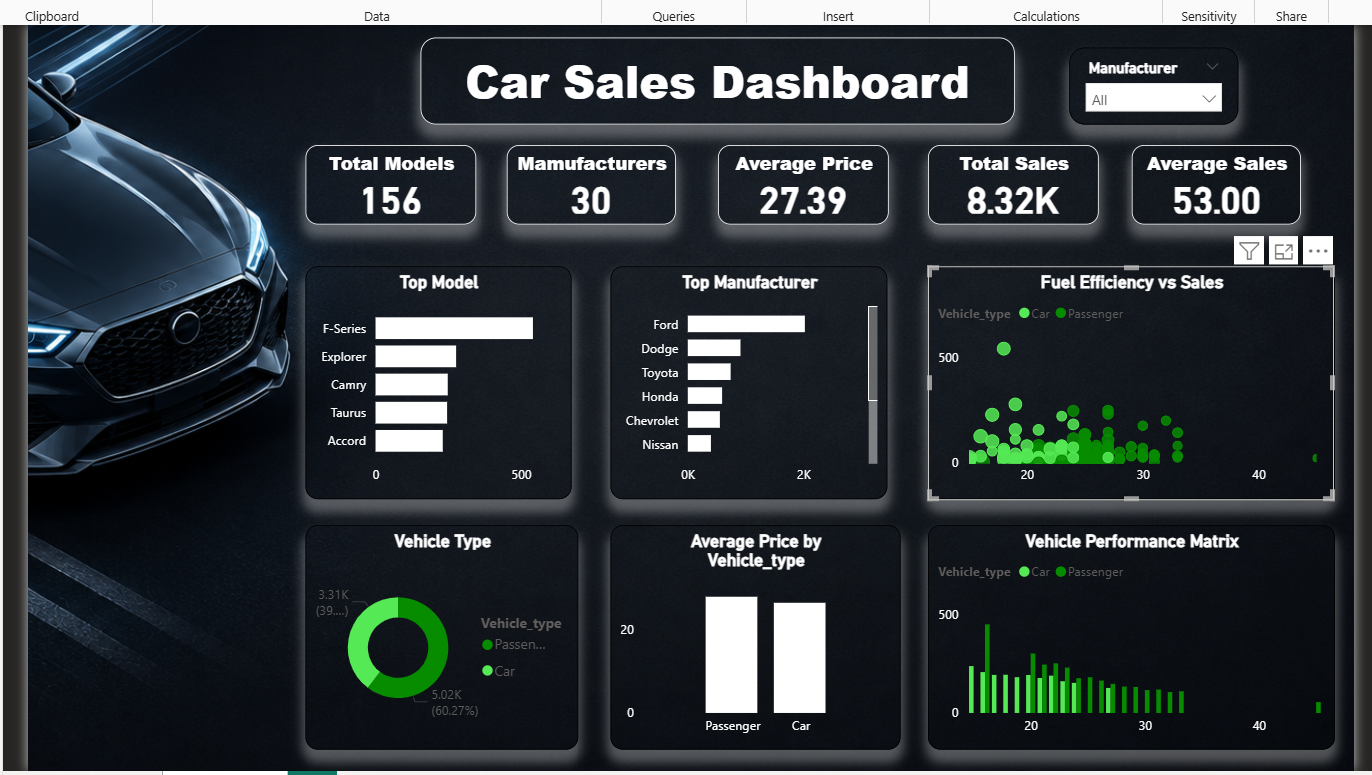 Clipboard Data Queries Insert Calculations Sensitivity Share
Car Sales Dashboard
Manufacturer
All
Total Models
156
Mamufacturers
30
Average Price
27.39
Total Sales
8.32K
Average Sales
53.00
Top Model
F-Series
Explorer
Camry
Taurus
Accord
0 500
Top Manufacturer
Ford
Dodge
Toyota
Honda
Chevrolet
Nissan
0K 2K
Fuel Efficiency vs Sales
Vehicle_type Car Passenger
500
0
20 30 40
Vehicle Type
3.31K
(39....)
Vehicle_type
Passen...
Car
5.02K
(60.27%)
Average Price by
Vehicle_type
20
0
Passenger Car
Vehicle Performance Matrix
Vehicle_type Car Passenger
500
0
20 30 40